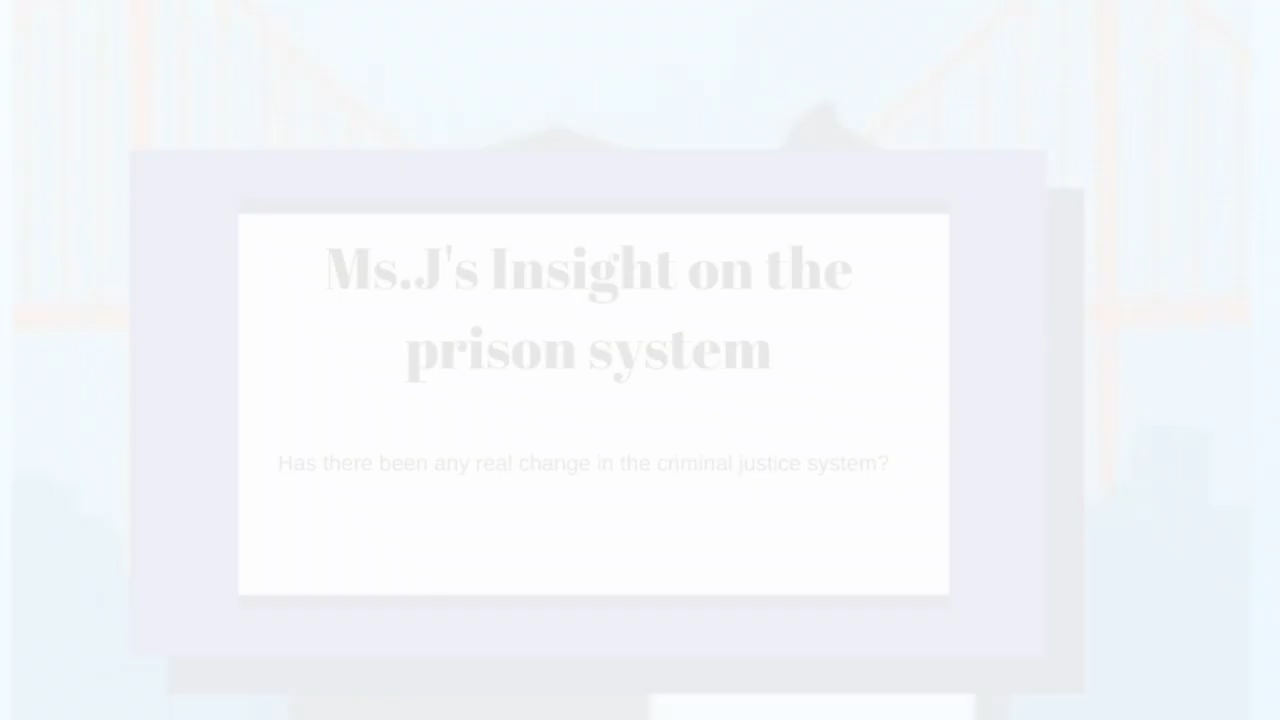 Ms.J's Insight on the
prison system
Has there been any real change in the criminal justice system?